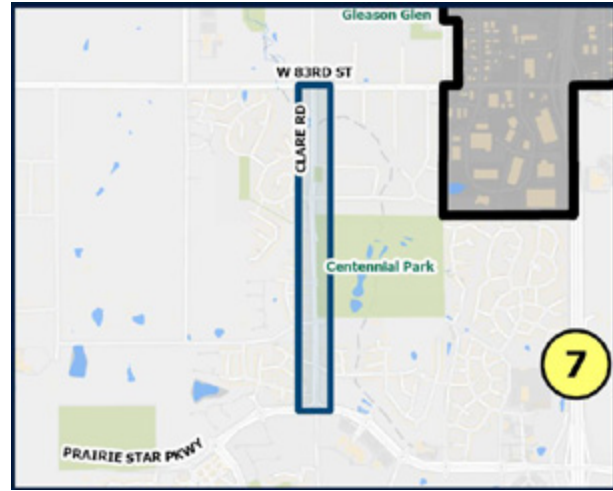 Gleason Glen
W 83RD ST
CLARE RD
Centennial Park
7
PRAIRIE STAR PKWY